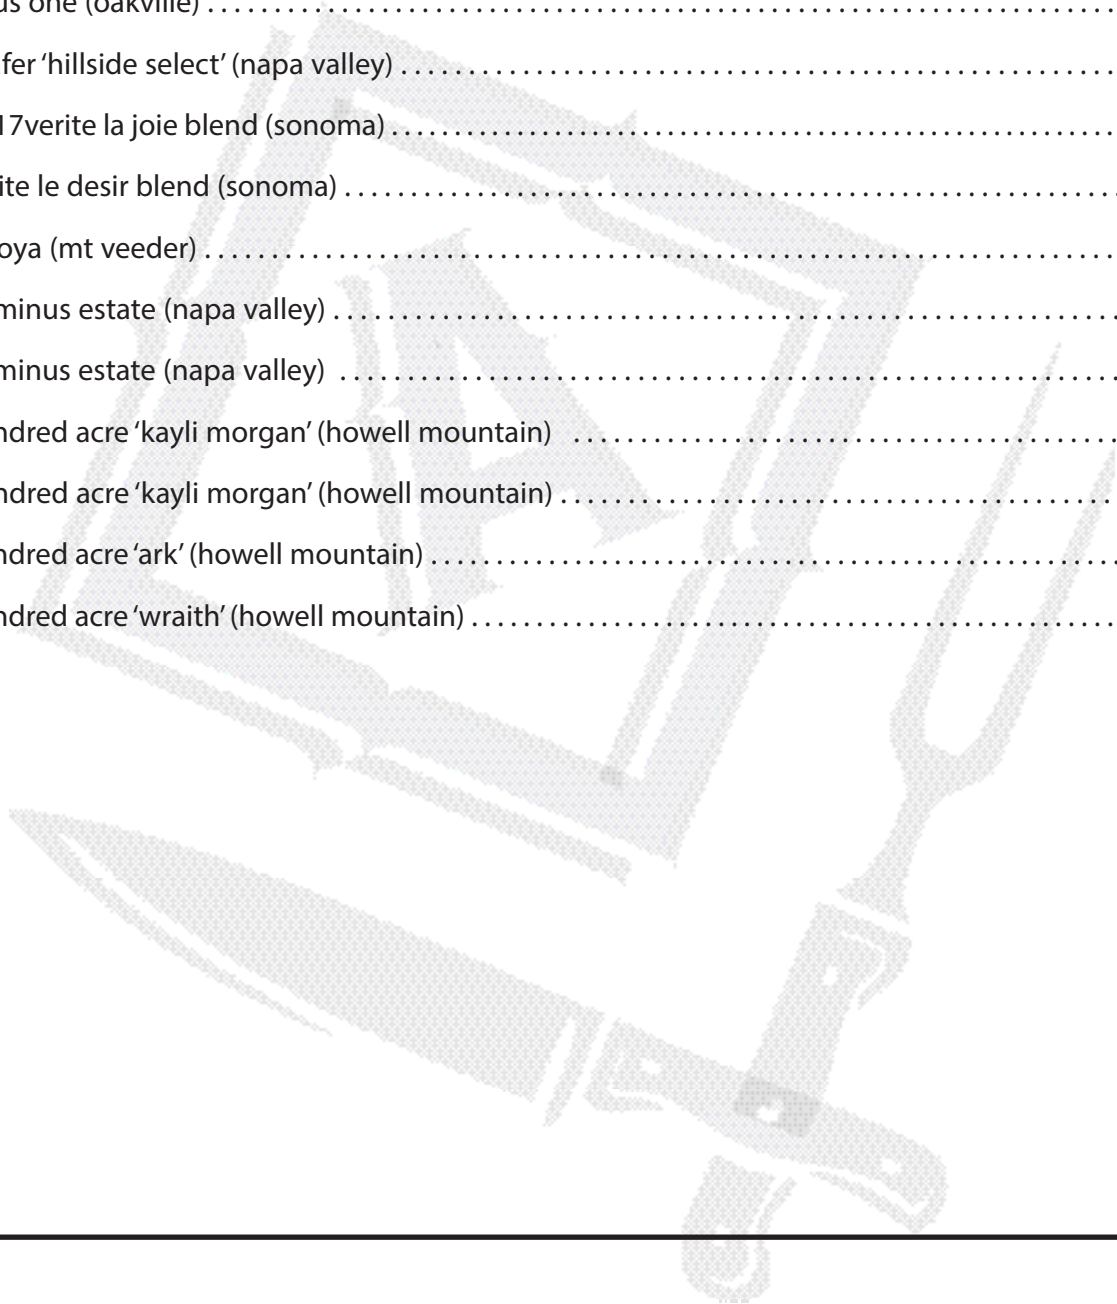 us one (oakville) . . . . . . . . . . . . . . . . . . . . . . . . . . . . . . . . . . . . . . . . . . . . . . . . . . . . . . . . . . . . . . . . . . . .
fer ‘hillside select’ (napa valley) . . . . . . . . . . . . . . . . . . . . . . . . . . . . . . . . . . . . . . . . . . . . . . . . . . . . . .
17verite la joie blend (sonoma) . . . . . . . . . . . . . . . . . . . . . . . . . . . . . . . . . . . . . . . . . . . . . . . . . . . . . .
ite le desir blend (sonoma) . . . . . . . . . . . . . . . . . . . . . . . . . . . . . . . . . . . . . . . . . . . . . . . . . . . . . . . . . .
oya (mt veeder) . . . . . . . . . . . . . . . . . . . . . . . . . . . . . . . . . . . . . . . . . . . . . . . . . . . . . . . . . . . . . . . . . . . .
minus estate (napa valley) . . . . . . . . . . . . . . . . . . . . . . . . . . . . . . . . . . . . . . . . . . . . . . . . . . . . . . . . . .
minus estate (napa valley) . . . . . . . . . . . . . . . . . . . . . . . . . . . . . . . . . . . . . . . . . . . . . . . . . . . . . . . . . .
ndred acre ‘kayli morgan’ (howell mountain) . . . . . . . . . . . . . . . . . . . . . . . . . . . . . . . . . . . . . . . .
ndred acre ‘kayli morgan’ (howell mountain) . . . . . . . . . . . . . . . . . . . . . . . . . . . . . . . . . . . . . . . . .
ndred acre ‘ark’ (howell mountain) . . . . . . . . . . . . . . . . . . . . . . . . . . . . . . . . . . . . . . . . . . . . . . . . . . .
ndred acre ‘wraith’ (howell mountain) . . . . . . . . . . . . . . . . . . . . . . . . . . . . . . . . . . . . . . . . . . . . . . . .